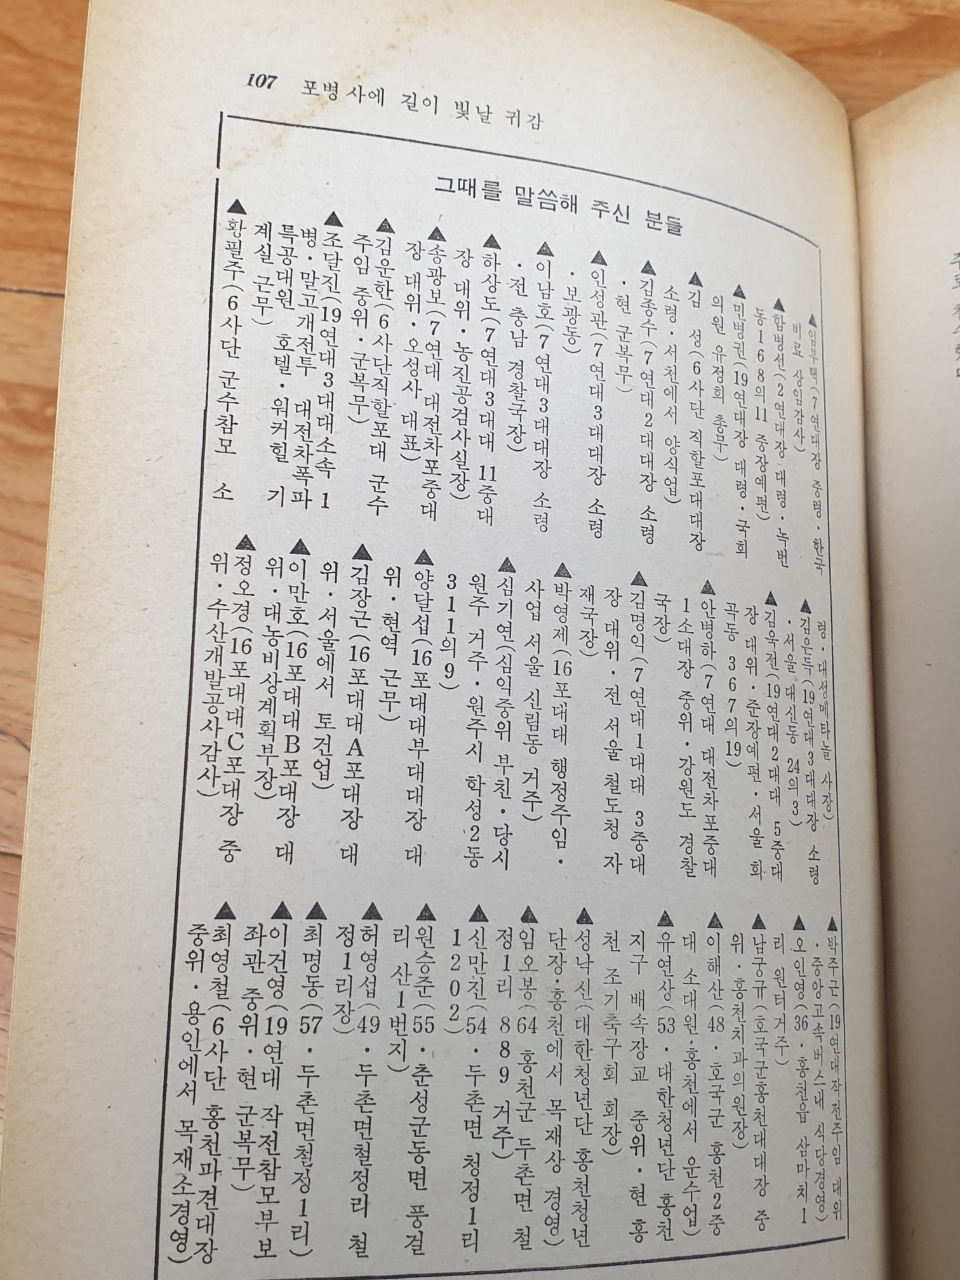 107 포병사에 길이 빛날 귀감
그때를 말씀해 주신 분들
▲임부택(7연대장 중령·한국
비료 상임감사)
▲함병선(2연대장 대령·녹번
동168의11 중장예편)
▲민병권(19연대장 대령·국회
의원 유정회 총무)
▲김 성(6사단 직할포대대장
소령·서천에서 양식업)
▲김종수(7연대2대대장 소령
·현 군복무)
▲인성관(7연대3대대장 소령
·보광동)
▲이남호(7연대3대대장 소령
·전 충남 경찰국장)
▲하상도(7연대3대대 11중대
장 대위·농진공검사실장)
▲송광보(7연대 대전차포중대
장 대위·오성사 대표)
▲김운한(6사단직할포대 군수
주임 중위·군복무)
▲조달진(19연대3대대소속 1
병·말고개전투 대전차폭파
특공대원 호텔·워커힐 기
계실 근무)
▲황필주(6사단 군수참모 소
령·대성메타놀 사장)
▲김은득(19연대3대대장 소령
·서울 대신동 24의3)
▲김욱전(19연대2대대 5중대
장 대위·준장예편·서울 화
곡동 367의19)
▲안병하(7연대 대전차포중대
1소대장 중위·강원도 경찰
국장)
▲김명익(7연대1대대 3중대
장 대위·전 서울 철도청 자
재국장)
▲박영제(16포대대 행정주임·
사업 서울 신림동 거주)
▲심기연(심익중위 부친·당시
원주 거주·원주시 학성2동
311의9)
▲양달섭(16포대대부대대장 대
위·현역 근무)
▲김장근(16포대대A포대장 대
위·서울에서 토건업)
▲이만호(16포대대B포대장 대
위·대농비상계획부장)
▲정오경(16포대대C포대장 중
위·수산개발공사감사)
▲박주근(19연대작전주임 대위
·중앙고속버스내 식당경영)
▲오인영(36·홍천읍 삼마치1
리 원터거주)
▲남궁규(호국군홍천대대장 중
위·홍천치과의원장)
▲이해산(48·호국군 홍천2중
대 소대원·홍천에서 운수업)
▲유연상(53·대한청년단 홍천
지구 배속장교 중위·현 홍
천 조기축구회 회장)
▲성낙신(대한청년단 홍천청년
단장·홍천에서 목재상 경영)
▲임오봉(64 홍천군 두촌면 철
정1리 889 거주)
▲신만진(54·두촌면 철정1리
1202)
▲원승준(55·춘성군동면 풍걸
리 산1번지)
▲허영섭(49·두촌면철정라 철
정1리장)
▲최명동(57·두촌면철정1리)
▲이건영(19연대 작전참모부보
좌관 중위·현 군복무)
▲최영철(6사단 홍천파견대장
중위·용인에서 목재조경영)